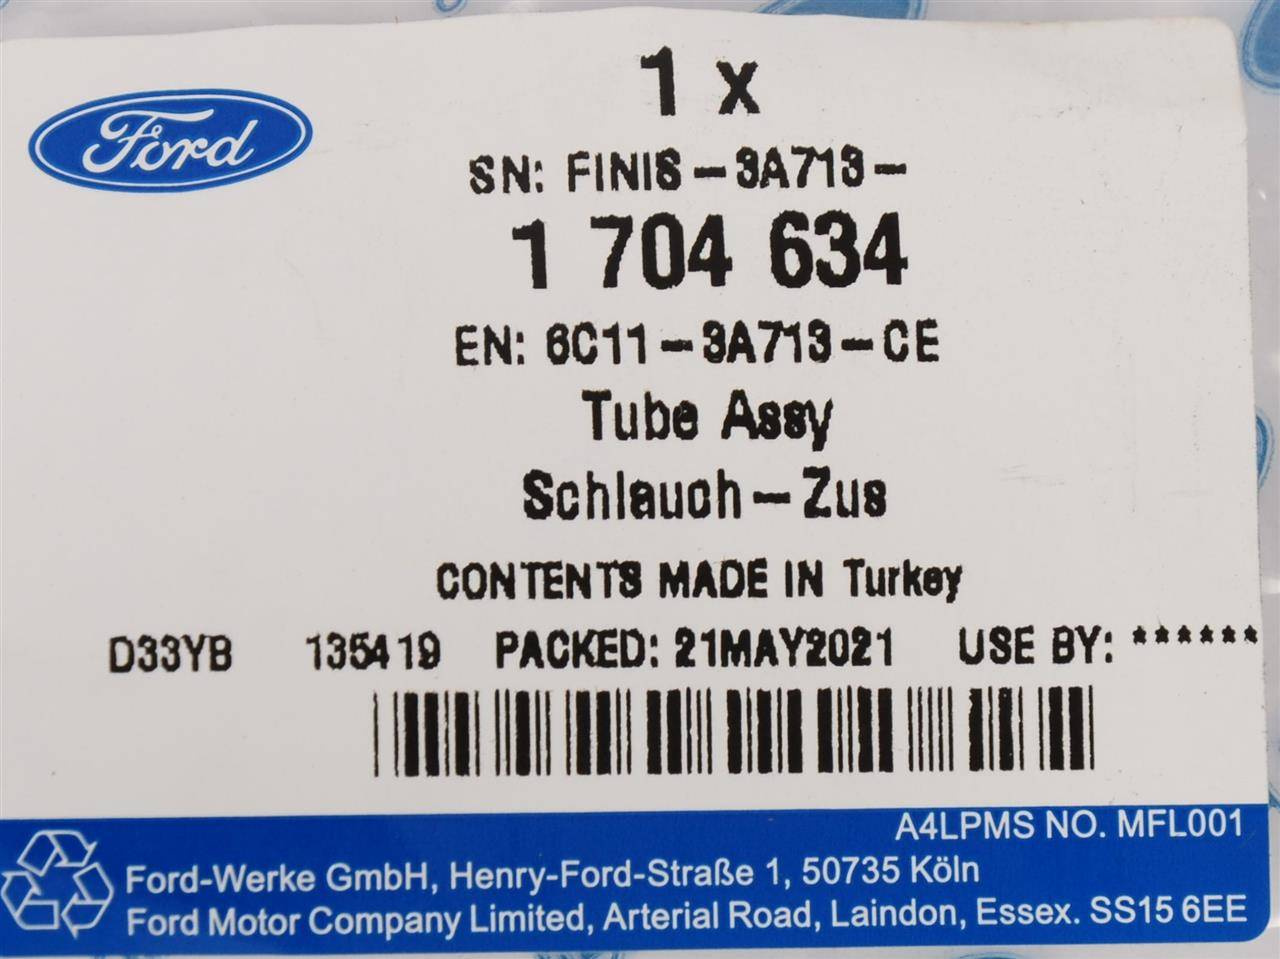 Ford
1 x
SN: FINIS-3A713-
1 704 634
EN: 6C11-3A713-CE
Tube Assy
Schlauch-Zus
CONTENTS MADE IN Turkey
D33YB 135419 PACKED: 21MAY2021 USE BY: ******
A4LPMS NO. MFL001
Ford-Werke GmbH, Henry-Ford-Straße 1, 50735 Köln
Ford Motor Company Limited, Arterial Road, Laindon, Essex. SS15 6EE